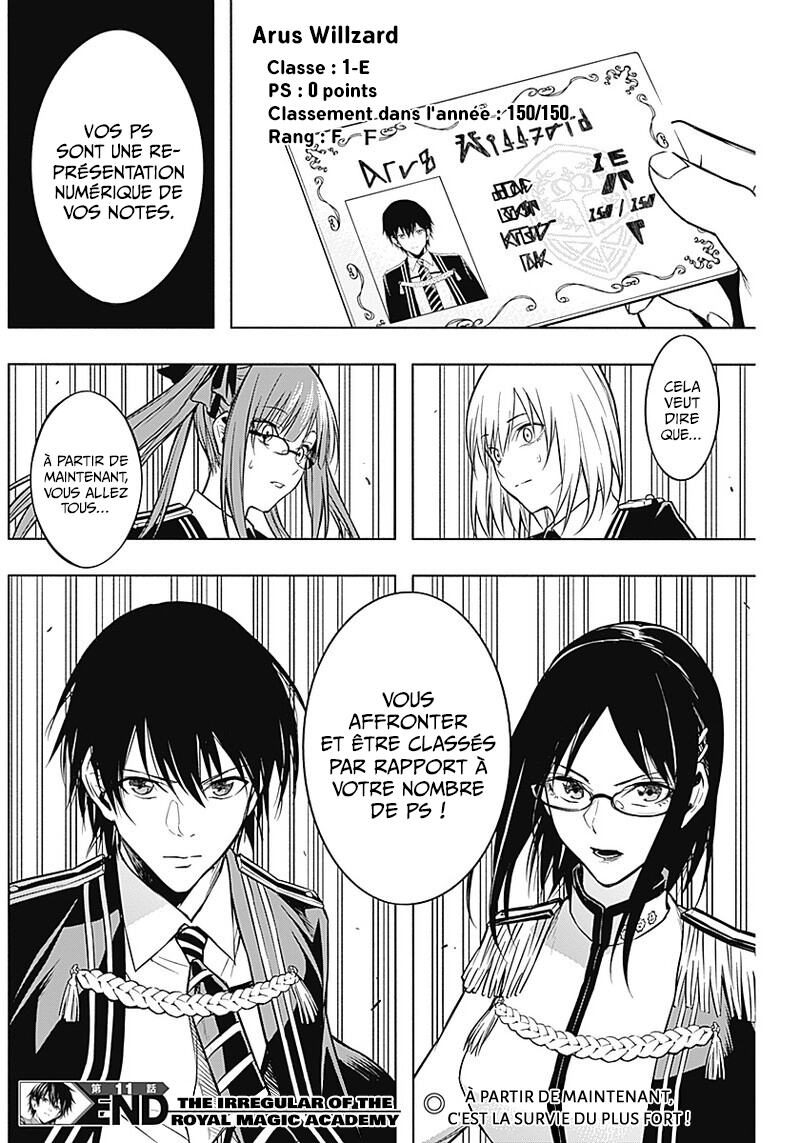 Arus Willzard
Classe : 1-E
PS : 0 points
Classement dans l'année : 150/150
Rang : F F
VOS PS
SONT UNE RE-
PRÉSENTATION
NUMÉRIQUE DE
VOS NOTES.
1 E
150 / 150
CELA
VEUT
DIRE
QUE...
À PARTIR DE
MAINTENANT,
VOUS ALLEZ
TOUS...
VOUS
AFFRONTER
ET ÊTRE CLASSÉS
PAR RAPPORT À
VOTRE NOMBRE
DE PS !
第 11 話
END
THE IRREGULAR OF THE
ROYAL MAGIC ACADEMY
À PARTIR DE MAINTENANT,
C'EST LA SURVIE DU PLUS FORT !